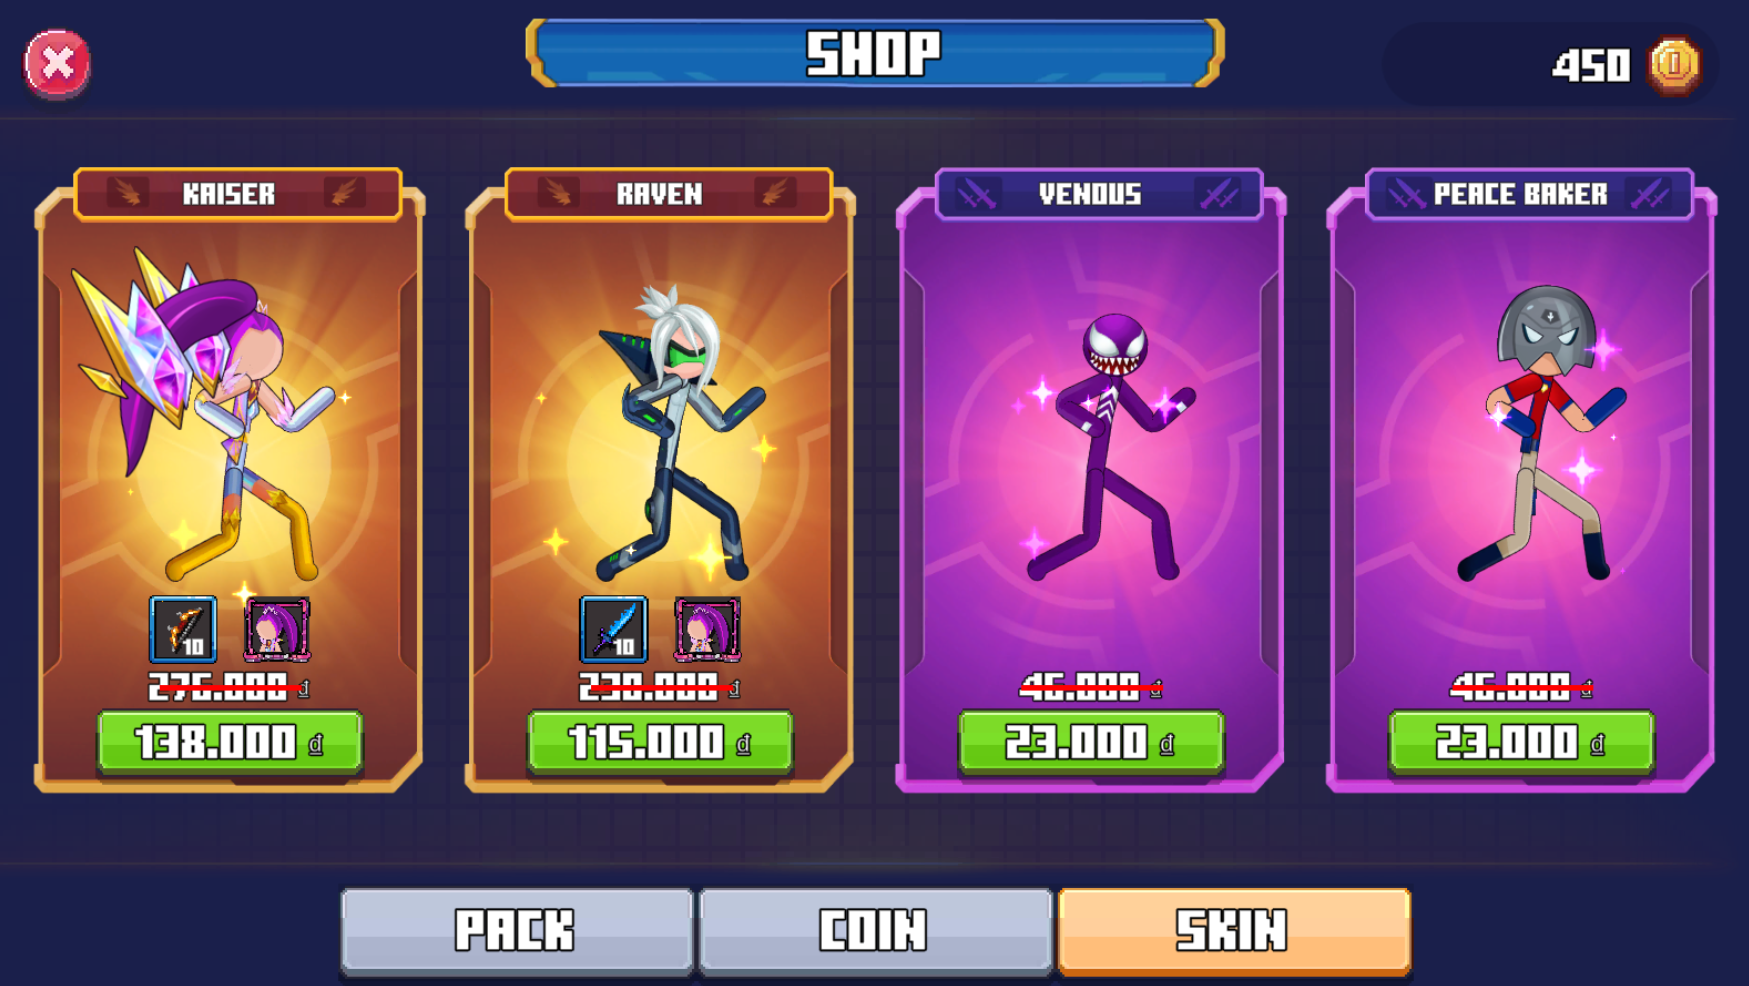 SHOP
450
KAISER
RAVEN
VENOUS
PEACE BAKER
10
10
276.000 đ
230.000 đ
46.000 đ
46.000 đ
138.000 đ
115.000 đ
23.000 đ
23.000 đ
PACK
COIN
SKIN